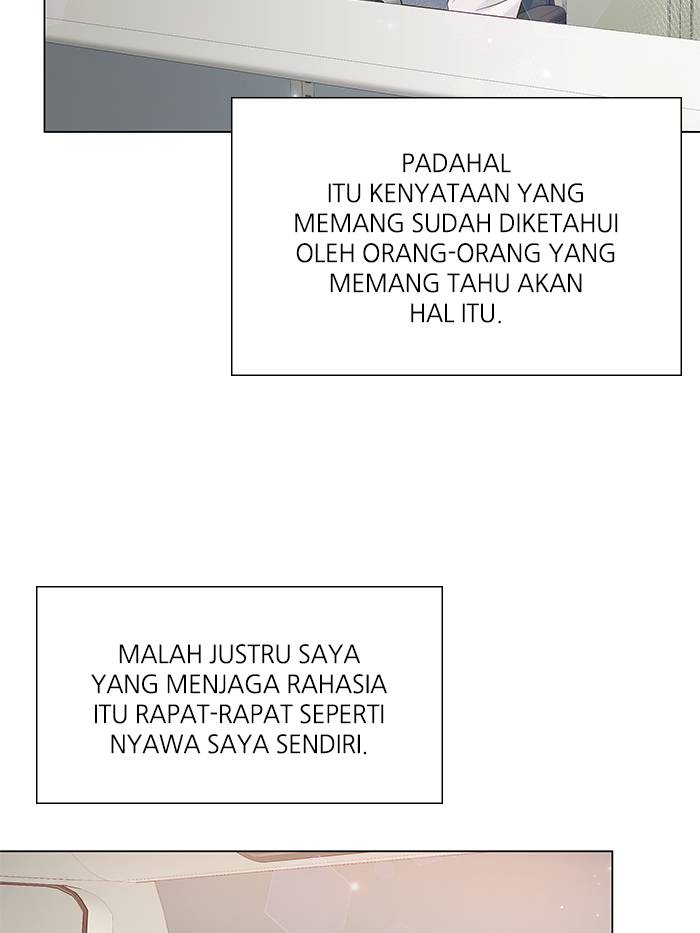 PADAHAL
ITU KENYATAAN YANG
MEMANG SUDAH DIKETAHUI
OLEH ORANG-ORANG YANG
MEMANG TAHU AKAN
HAL ITU.
MALAH JUSTRU SAYA
YANG MENJAGA RAHASIA
ITU RAPAT-RAPAT SEPERTI
NYAWA SAYA SENDIRI.